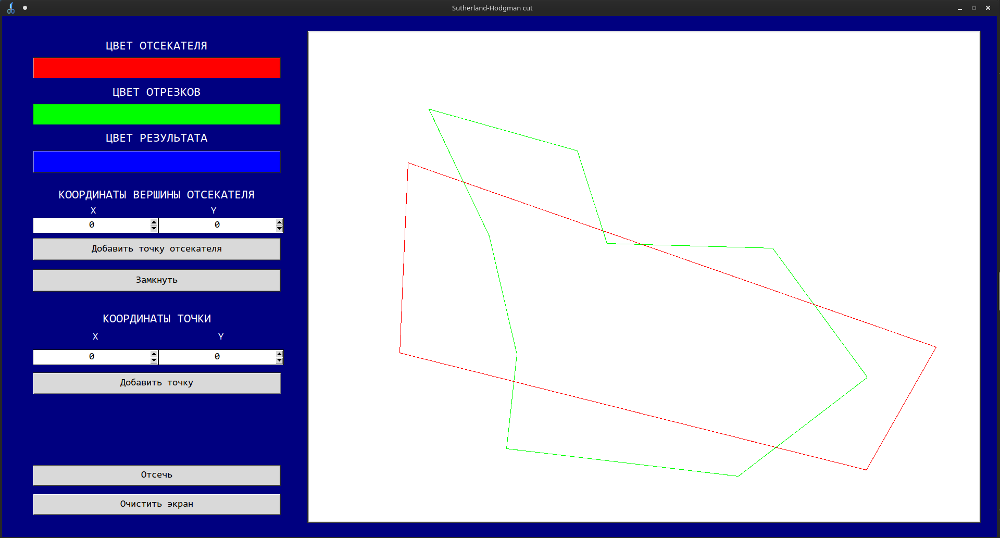 Sutherland-Hodgman cut
ЦВЕТ ОТСЕКАТЕЛЯ
ЦВЕТ ОТРЕЗКОВ
ЦВЕТ РЕЗУЛЬТАТА
КООРДИНАТЫ ВЕРШИНЫ ОТСЕКАТЕЛЯ
X Y
0 0
Добавить точку отсекателя
Замкнуть
КООРДИНАТЫ ТОЧКИ
X Y
0 0
Добавить точку
Отсечь
Очистить экран